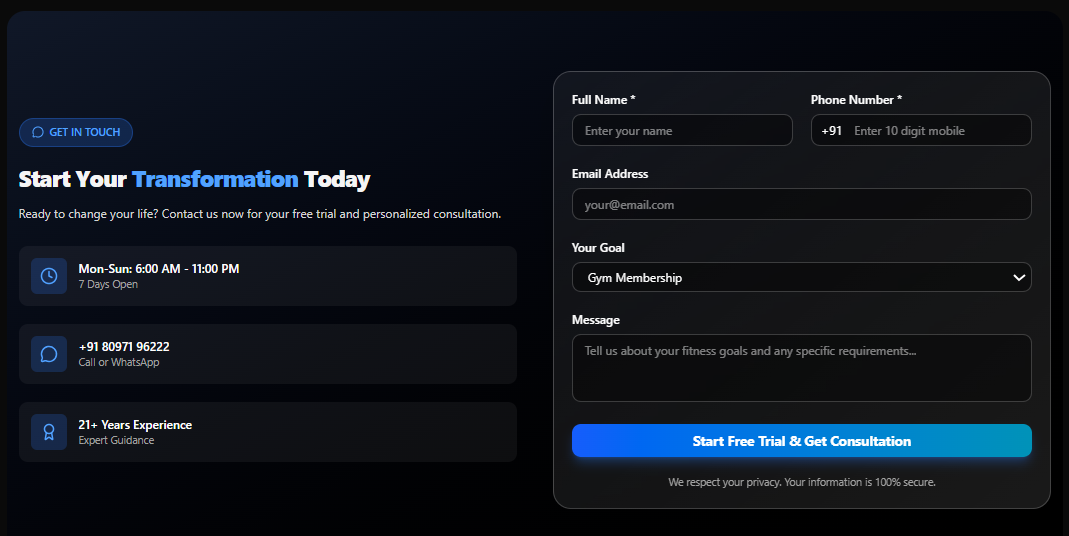 GET IN TOUCH
Start Your Transformation Today
Ready to change your life? Contact us now for your free trial and personalized consultation.
Mon-Sun: 6:00 AM - 11:00 PM
7 Days Open
+91 80971 96222
Call or WhatsApp
21+ Years Experience
Expert Guidance
Full Name *
Enter your name
Phone Number *
+91 Enter 10 digit mobile
Email Address
your@email.com
Your Goal
Gym Membership
Message
Tell us about your fitness goals and any specific requirements...
Start Free Trial & Get Consultation
We respect your privacy. Your information is 100% secure.